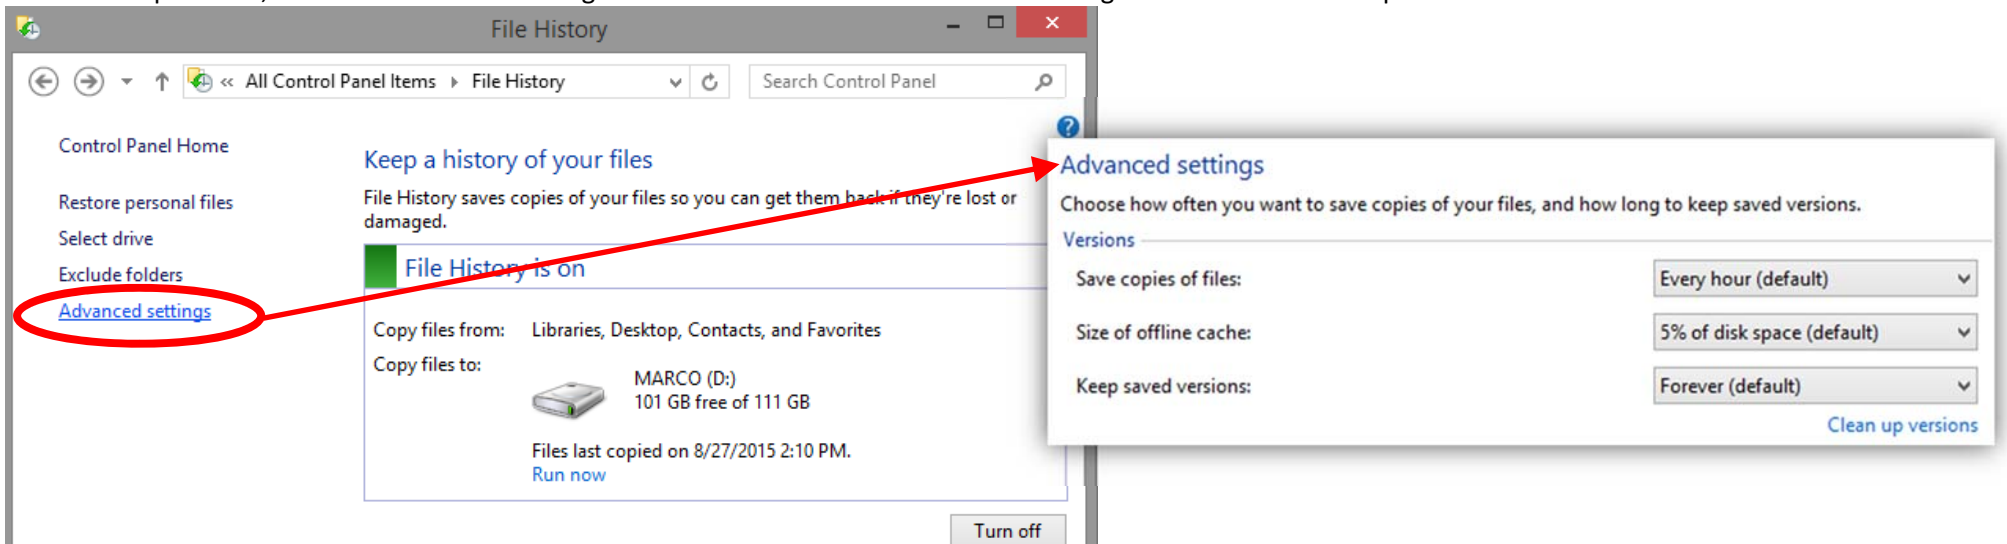 File History
« All Control Panel Items File History
Search Control Panel
Control Panel Home
Restore personal files
Select drive
Exclude folders
Advanced settings
Keep a history of your files
File History saves copies of your files so you can get them back if they're lost or
damaged.
File History is on
Copy files from: Libraries, Desktop, Contacts, and Favorites
Copy files to:
MARCO (D:)
101 GB free of 111 GB
Files last copied on 8/27/2015 2:10 PM.
Run now
Turn off
?
Advanced settings
Choose how often you want to save copies of your files, and how long to keep saved versions.
Versions
Save copies of files: Every hour (default)
Size of offline cache: 5% of disk space (default)
Keep saved versions: Forever (default)
Clean up versions